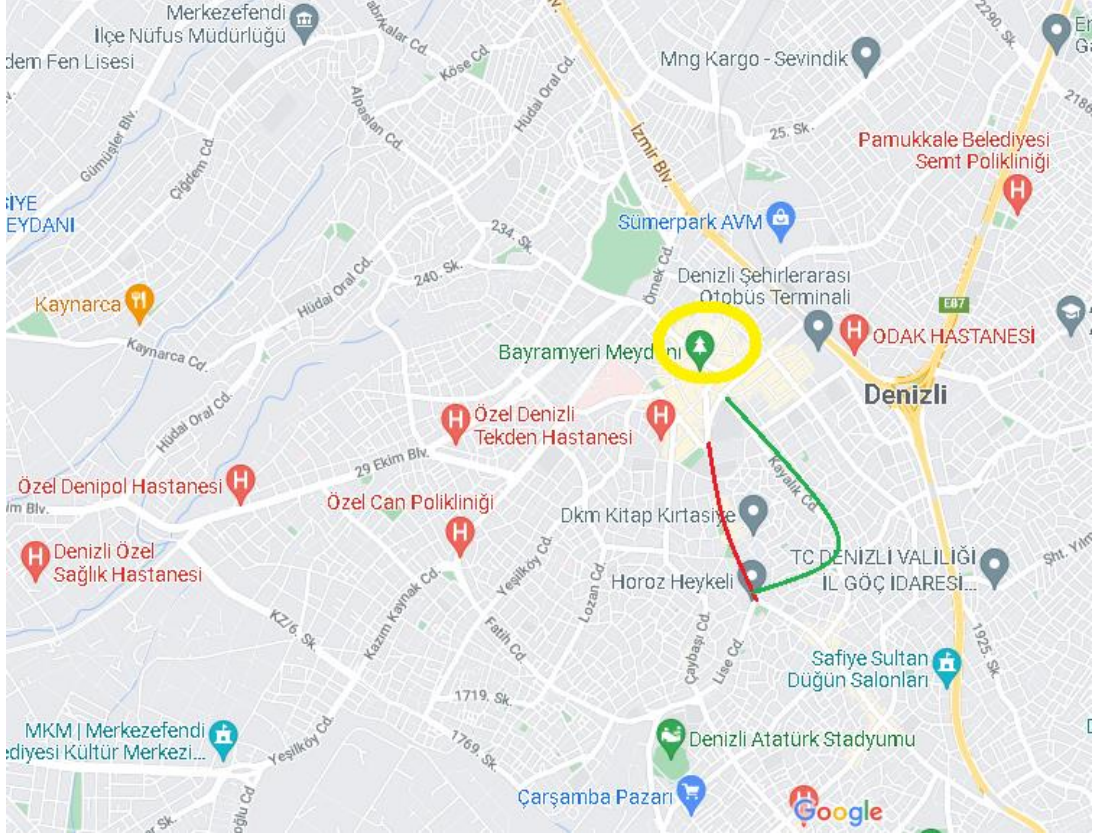 Merkezefendi
İlçe Nüfus Müdürlüğü
dem Fen Lisesi
abrikalar Cd.
Köse Cd.
Alpaslan Cd.
Hüdai Oral Cd.
Mng Kargo - Sevindik
2290. Sk.
25. Sk.
İzmir Blv.
Pamukkale Belediyesi
Semt Polikliniği
Gümüşler Blv.
Çiğdem Cd.
EYDANI
Sümerpark AVM
234. Sk.
240. Sk.
Örnek Cd.
Denizli Şehirlerarası
Otobüs Terminali
Kaynarca
Hüdai Oral Cd.
E87
ODAK HASTANESİ
Kaynarca Cd.
Bayramyeri Meydanı
Denizli
Özel Denizli
Tekden Hastanesi
Hüdai Oral Cd.
29 Ekim Blv.
Kayalık Cd.
Özel Denipol Hastanesi
Özel Can Polikliniği
Dkm Kitap Kırtasiye
Denizli Özel
Sağlık Hastanesi
Yeşilköy Cd.
Lozan Cd.
Horoz Heykeli
TC DENİZLİ VALİLİĞİ
İL GÖÇ İDARESİ...
KZ/6. Sk.
Kazım Kaynak Cd.
Fatih Cd.
Çaybaşı Cd.
Lise Cd.
1925. Sk.
Safiye Sultan
Düğün Salonları
1719. Sk.
MKM | Merkezefendi
ediyesi Kültür Merkezi...
Yeşilköy Cd.
1769. Sk.
Denizli Atatürk Stadyumu
Çarşamba Pazarı
Google